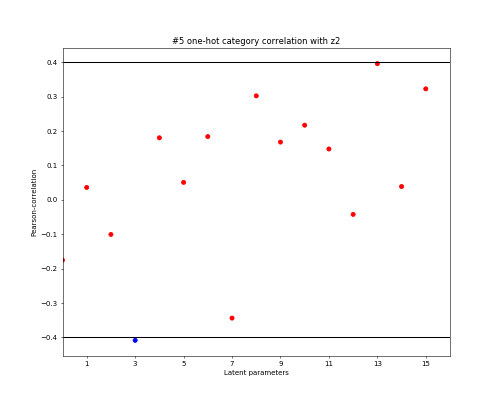 #5 one-hot category correlation with z2
0.4
0.3
0.2
0.1
0.0
−0.1
−0.2
−0.3
−0.4
Pearson-correlation
1 3 5 7 9 11 13 15
Latent parameters